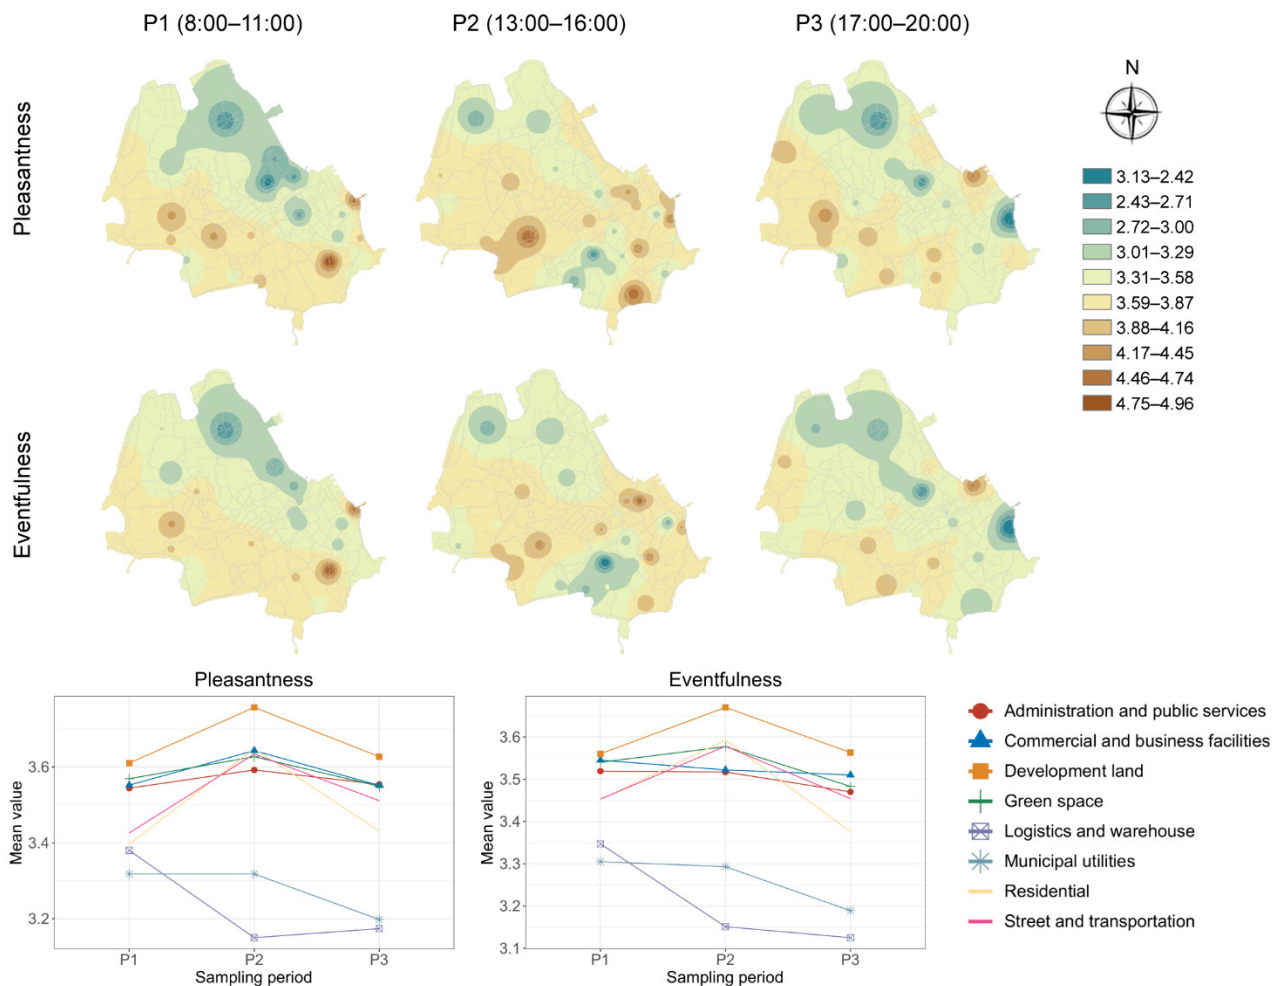 P1 (8:00–11:00)
P2 (13:00–16:00)
P3 (17:00–20:00)
Pleasantness
N
3.13–2.42
2.43–2.71
2.72–3.00
3.01–3.29
3.31–3.58
3.59–3.87
3.88–4.16
4.17–4.45
4.46–4.74
4.75–4.96
Eventfulness
Pleasantness
Mean value
3.6
3.4
3.2
P1
P2
P3
Sampling period
Eventfulness
Mean value
3.6
3.5
3.4
3.3
3.2
3.1
P1
P2
P3
Sampling period
Administration and public services
Commercial and business facilities
Development land
Green space
Logistics and warehouse
Municipal utilities
Residential
Street and transportation